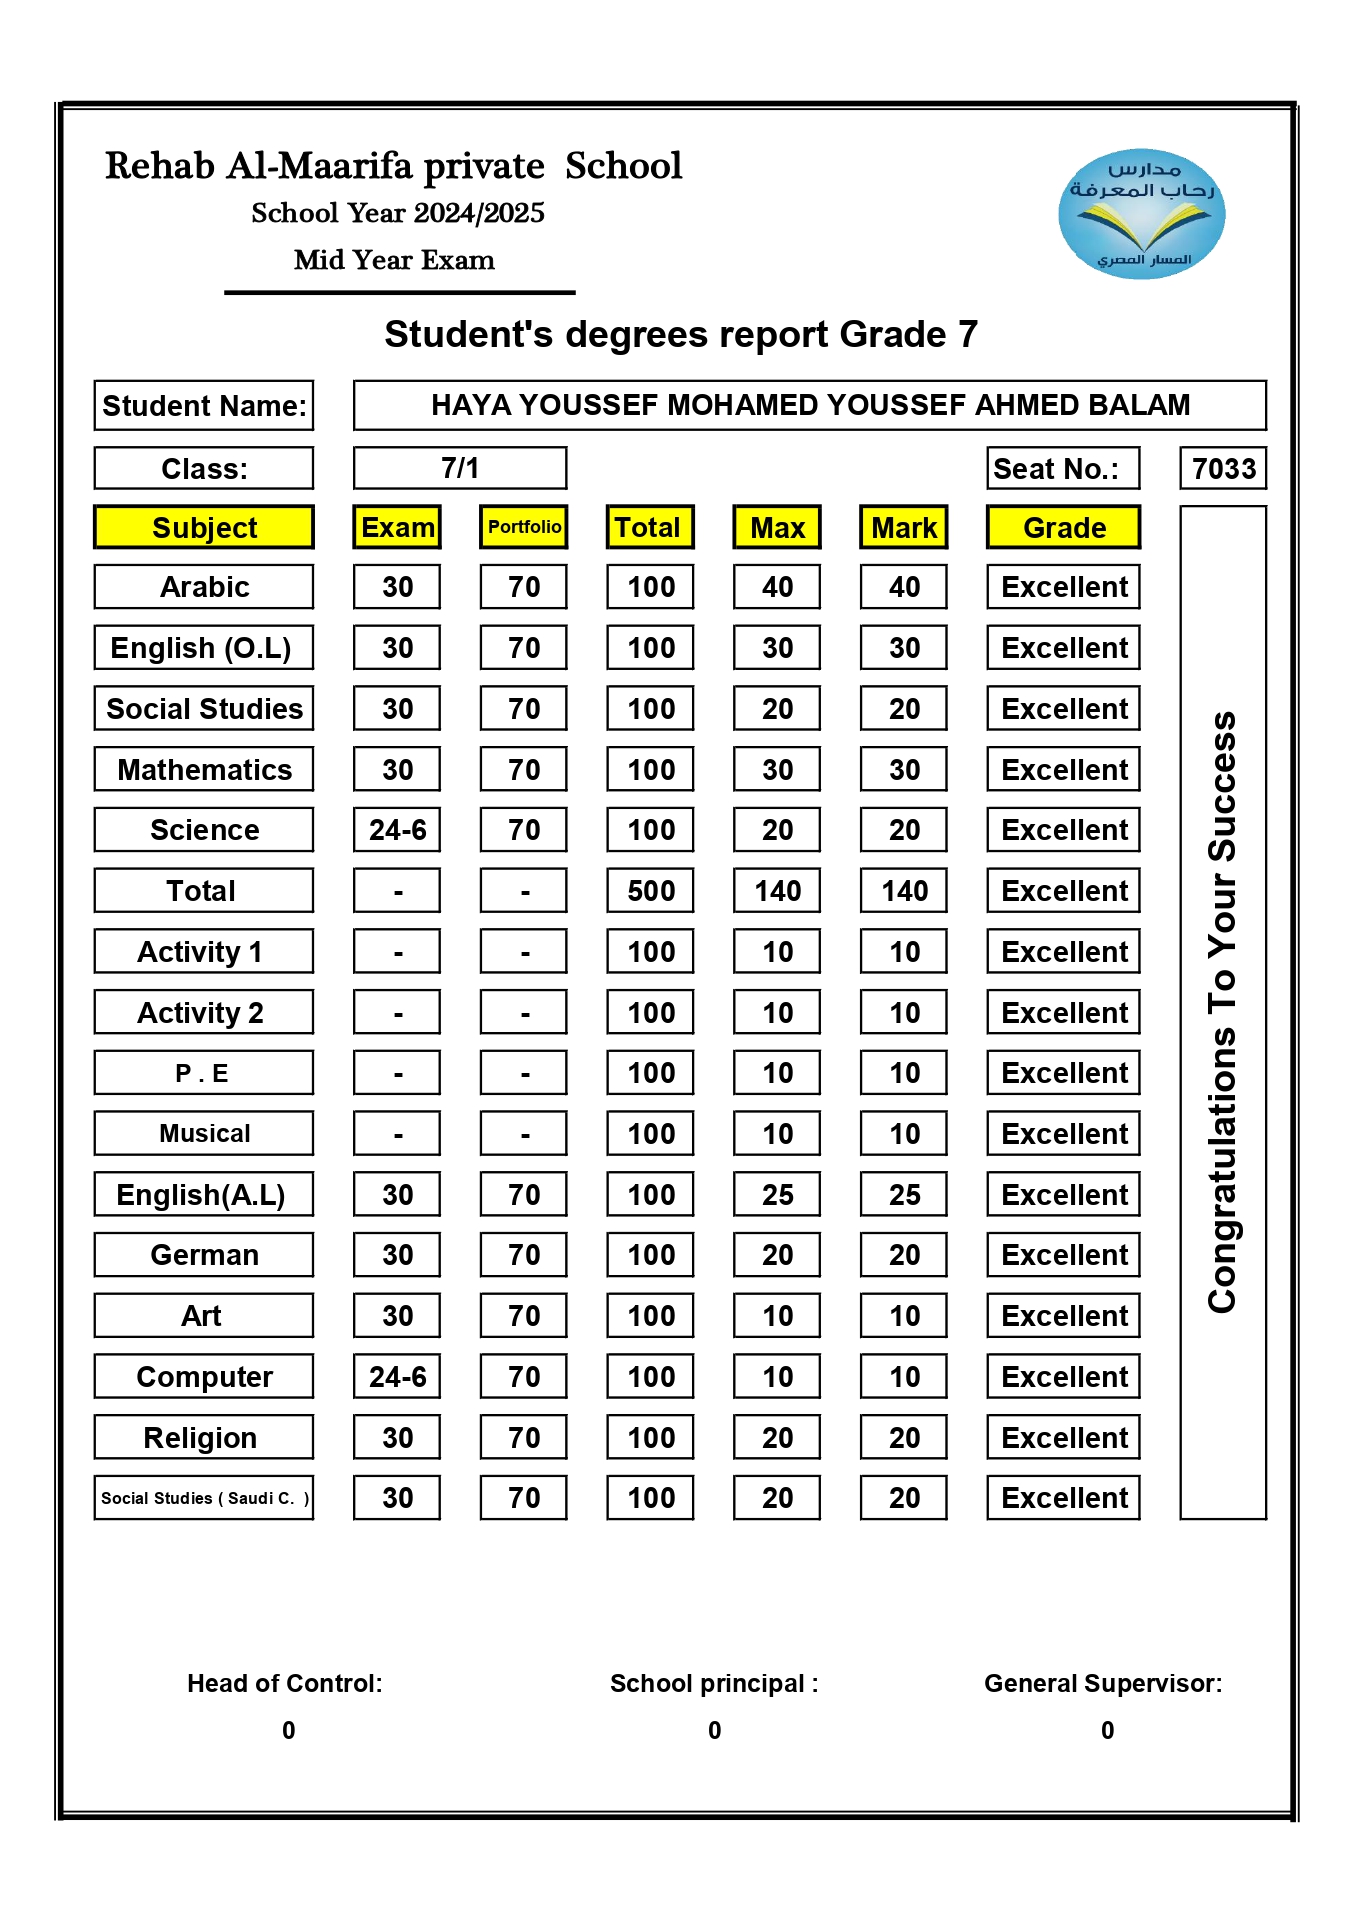 Rehab Al-Maarifa private School
School Year 2024/2025
Mid Year Exam
مدارس
رحاب المعرفة
المسار المصري
Student's degrees report Grade 7
Student Name: HAYA YOUSSEF MOHAMED YOUSSEF AHMED BALAM
Class: 7/1 Seat No.: 7033
Subject Exam Portfolio Total Max Mark Grade
Arabic 30 70 100 40 40 Excellent
English (O.L) 30 70 100 30 30 Excellent
Social Studies 30 70 100 20 20 Excellent
Mathematics 30 70 100 30 30 Excellent
Science 24-6 70 100 20 20 Excellent
Total - - 500 140 140 Excellent
Activity 1 - - 100 10 10 Excellent
Activity 2 - - 100 10 10 Excellent
P . E - - 100 10 10 Excellent
Musical - - 100 10 10 Excellent
English(A.L) 30 70 100 25 25 Excellent
German 30 70 100 20 20 Excellent
Art 30 70 100 10 10 Excellent
Computer 24-6 70 100 10 10 Excellent
Religion 30 70 100 20 20 Excellent
Social Studies ( Saudi C. ) 30 70 100 20 20 Excellent
Congratulations To Your Success
Head of Control: School principal : General Supervisor:
0 0 0